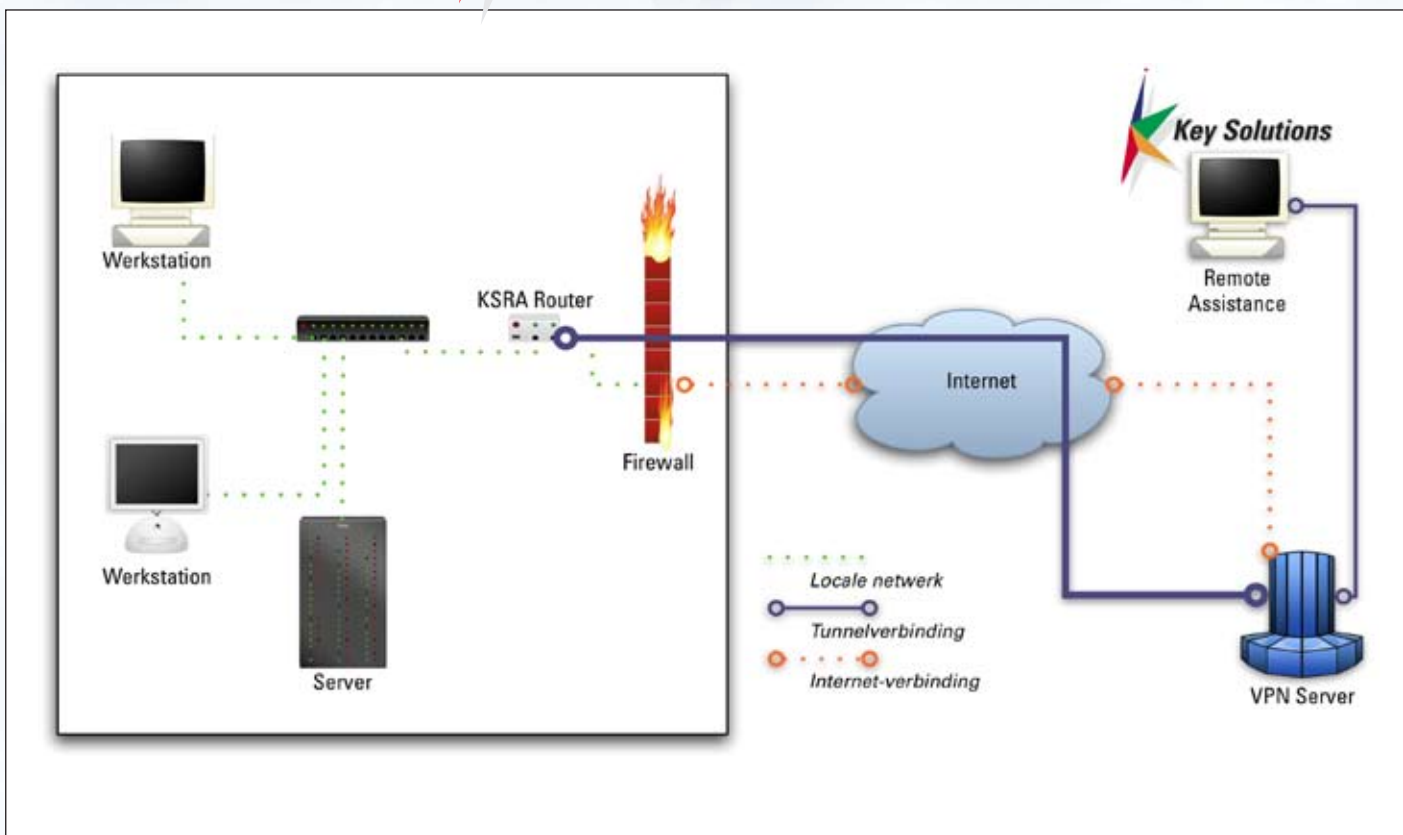 Key Solutions
Werkstation
KSRA Router
Remote
Assistance
Internet
Firewall
Werkstation
Server
Locale netwerk
Tunnelverbinding
Internet-verbinding
VPN Server